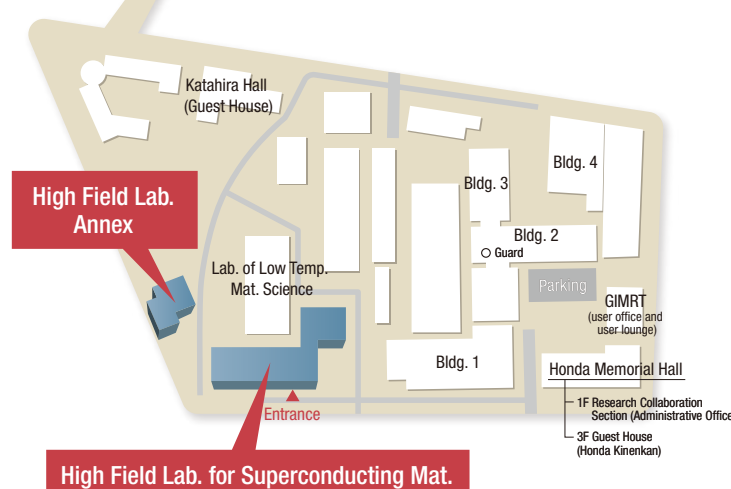 Katahira Hall
(Guest House)
Bldg. 4
Bldg. 3
High Field Lab.
Annex
Bldg. 2
Guard
Lab. of Low Temp.
Mat. Science
Parking
GIMRT
(user office and
user lounge)
Bldg. 1
Honda Memorial Hall
1F Research Collaboration
Section (Administrative Office
3F Guest House
(Honda Kinenkan)
Entrance
High Field Lab. for Superconducting Mat.